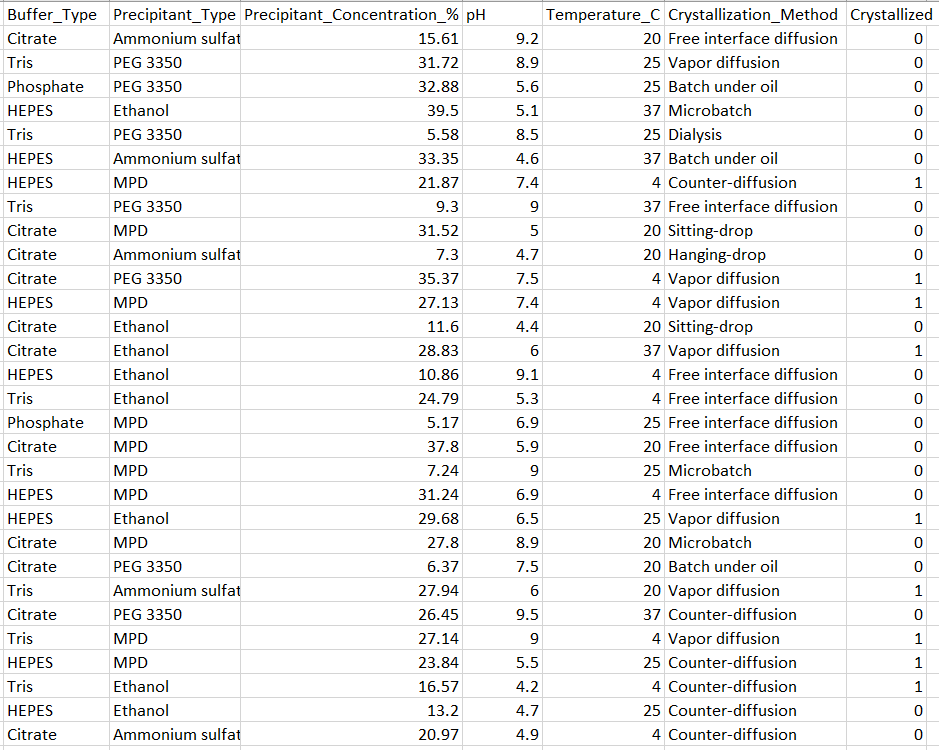 Buffer_Type Precipitant_Type Precipitant_Concentration_% pH Temperature_C Crystallization_Method Crystallized
Citrate Ammonium sulfat 15.61 9.2 20 Free interface diffusion 0
Tris PEG 3350 31.72 8.9 25 Vapor diffusion 0
Phosphate PEG 3350 32.88 5.6 25 Batch under oil 0
HEPES Ethanol 39.5 5.1 37 Microbatch 0
Tris PEG 3350 5.58 8.5 25 Dialysis 0
HEPES Ammonium sulfat 33.35 4.6 37 Batch under oil 0
HEPES MPD 21.87 7.4 4 Counter-diffusion 1
Tris PEG 3350 9.3 9 37 Free interface diffusion 0
Citrate MPD 31.52 5 20 Sitting-drop 0
Citrate Ammonium sulfat 7.3 4.7 20 Hanging-drop 0
Citrate PEG 3350 35.37 7.5 4 Vapor diffusion 1
HEPES MPD 27.13 7.4 4 Vapor diffusion 1
Citrate Ethanol 11.6 4.4 20 Sitting-drop 0
Citrate Ethanol 28.83 6 37 Vapor diffusion 1
HEPES Ethanol 10.86 9.1 4 Free interface diffusion 0
Tris Ethanol 24.79 5.3 4 Free interface diffusion 0
Phosphate MPD 5.17 6.9 25 Free interface diffusion 0
Citrate MPD 37.8 5.9 20 Free interface diffusion 0
Tris MPD 7.24 9 25 Microbatch 0
HEPES MPD 31.24 6.9 4 Free interface diffusion 0
HEPES Ethanol 29.68 6.5 25 Vapor diffusion 1
Citrate MPD 27.8 8.9 20 Microbatch 0
Citrate PEG 3350 6.37 7.5 20 Batch under oil 0
Tris Ammonium sulfat 27.94 6 20 Vapor diffusion 1
Citrate PEG 3350 26.45 9.5 37 Counter-diffusion 0
Tris MPD 27.14 9 4 Vapor diffusion 1
HEPES MPD 23.84 5.5 25 Counter-diffusion 1
Tris Ethanol 16.57 4.2 4 Counter-diffusion 1
HEPES Ethanol 13.2 4.7 25 Counter-diffusion 0
Citrate Ammonium sulfat 20.97 4.9 4 Counter-diffusion 0